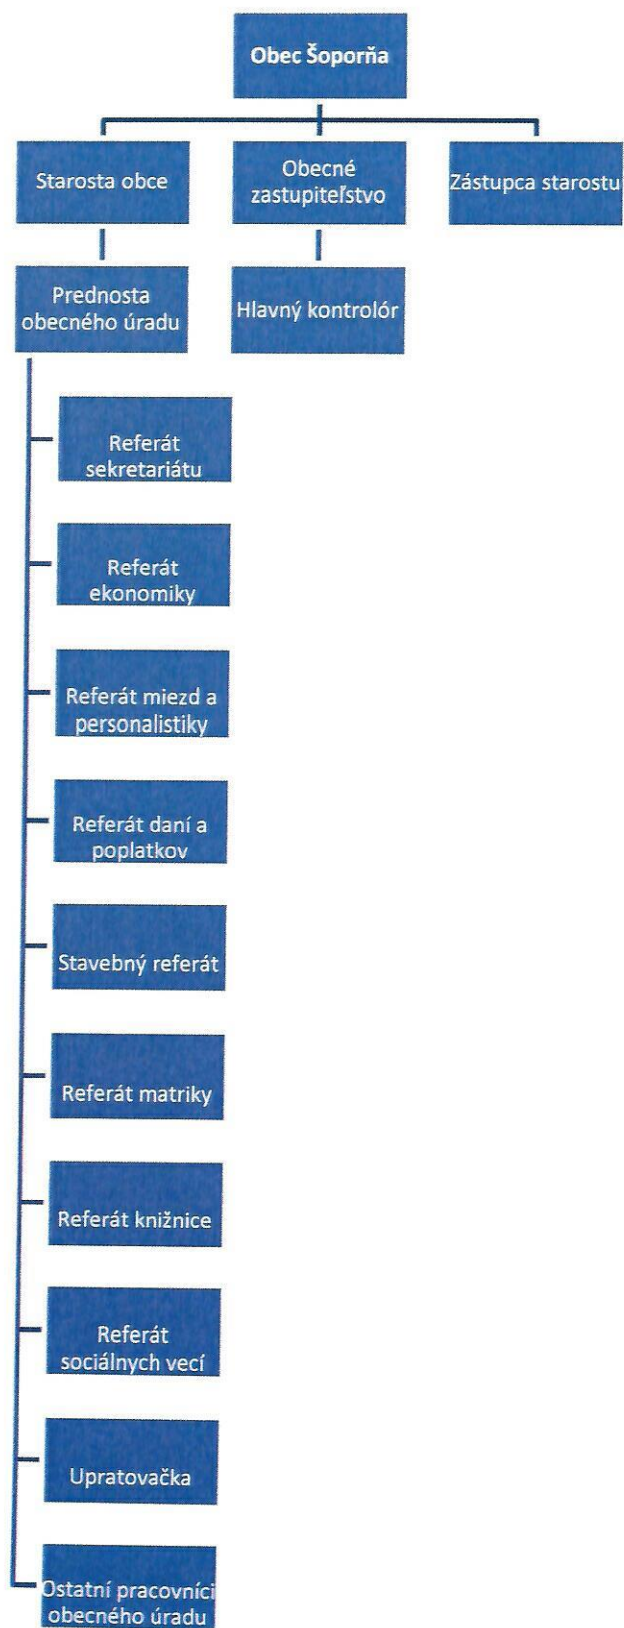 Obec Šoporňa
Starosta obce
Obecné
zastupiteľstvo
Zástupca starostu
Prednosta
obecného úradu
Hlavný kontrolór
Referát
sekretariátu
Referát
ekonomiky
Referát miezd a
personalistiky
Referát daní a
poplatkov
Stavebný referát
Referát matriky
Referát knižnice
Referát
sociálnych vecí
Upratovačka
Ostatní pracovníci
obecného úradu